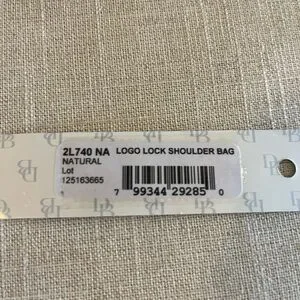 2L740 NA LOGO LOCK SHOULDER BAG
NATURAL
Lot
125163665
7 99344 29285 0